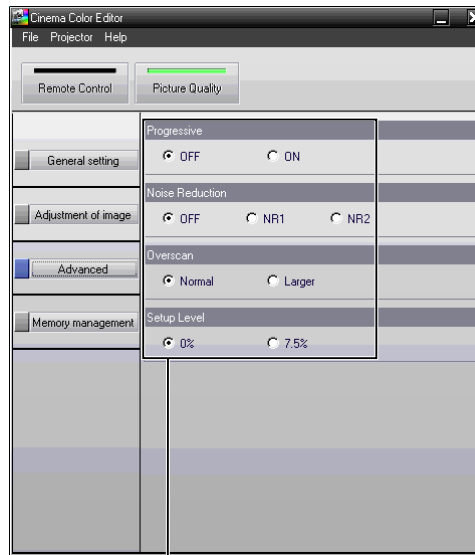 Cinema Color Editor
File Projector Help
Remote Control Picture Quality
Progressive
General setting OFF ON
Noise Reduction
Adjustment of image OFF NR1 NR2
Overscan
Advanced Normal Larger
Setup Level
Memory management
0% 7.5%